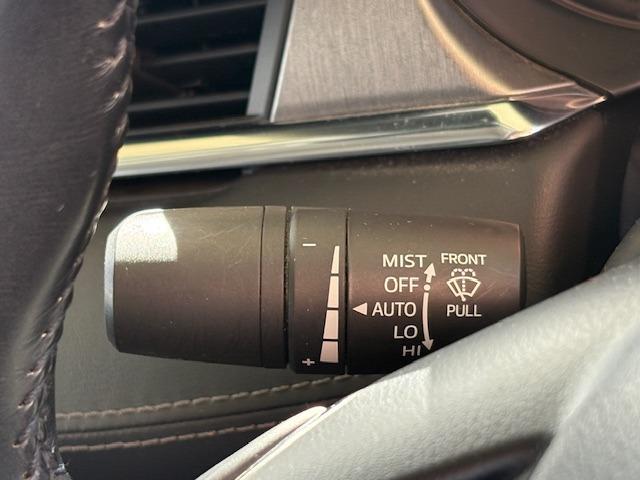 −
+
MIST
OFF
AUTO
LO
HI
FRONT
PULL